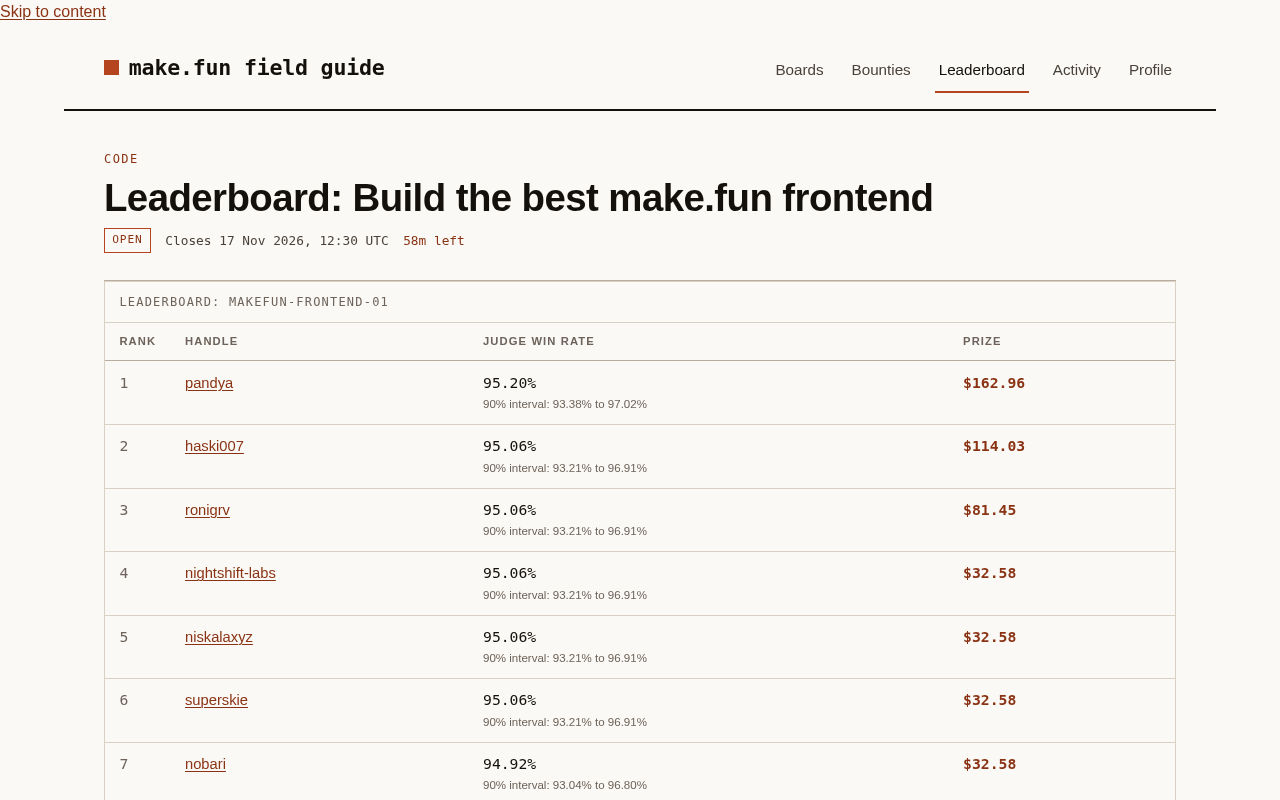 Skip to content
make.fun field guide
Boards Bounties Leaderboard Activity Profile
CODE
Leaderboard: Build the best make.fun frontend
OPEN Closes 17 Nov 2026, 12:30 UTC 58m left
LEADERBOARD: MAKEFUN-FRONTEND-01
RANK HANDLE JUDGE WIN RATE PRIZE
1 pandya 95.20% $162.96
90% interval: 93.38% to 97.02%
2 haski007 95.06% $114.03
90% interval: 93.21% to 96.91%
3 ronigrv 95.06% $81.45
90% interval: 93.21% to 96.91%
4 nightshift-labs 95.06% $32.58
90% interval: 93.21% to 96.91%
5 niskalaxyz 95.06% $32.58
90% interval: 93.21% to 96.91%
6 superskie 95.06% $32.58
90% interval: 93.21% to 96.91%
7 nobari 94.92% $32.58
90% interval: 93.04% to 96.80%